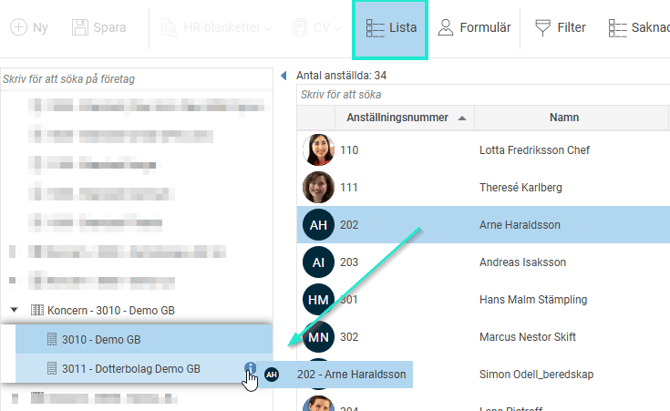 Ny Spara HR-blanketter CV Lista Formulär Filter Saknad
Skriv för att söka på företag
Antal anställda: 34
Skriv för att söka
Anställningsnummer Namn
110 Lotta Fredriksson Chef
111 Theresé Karlberg
AH 202 Arne Haraldsson
AI 203 Andreas Isaksson
HM 301 Hans Malm Stämpling
Koncern - 3010 - Demo GB
3010 - Demo GB
MN 302 Marcus Nestor Skift
3011 - Dotterbolag Demo GB
AH 202 - Arne Haraldsson
Simon Odell_beredskap
304